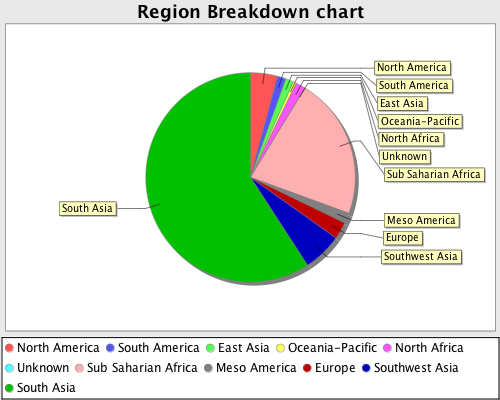 Region Breakdown chart
North America
South America
East Asia
Oceania-Pacific
North Africa
Unknown
Sub Saharian Africa
South Asia
Meso America
Europe
Southwest Asia
North America South America East Asia Oceania-Pacific North Africa
Unknown Sub Saharian Africa Meso America Europe Southwest Asia
South Asia